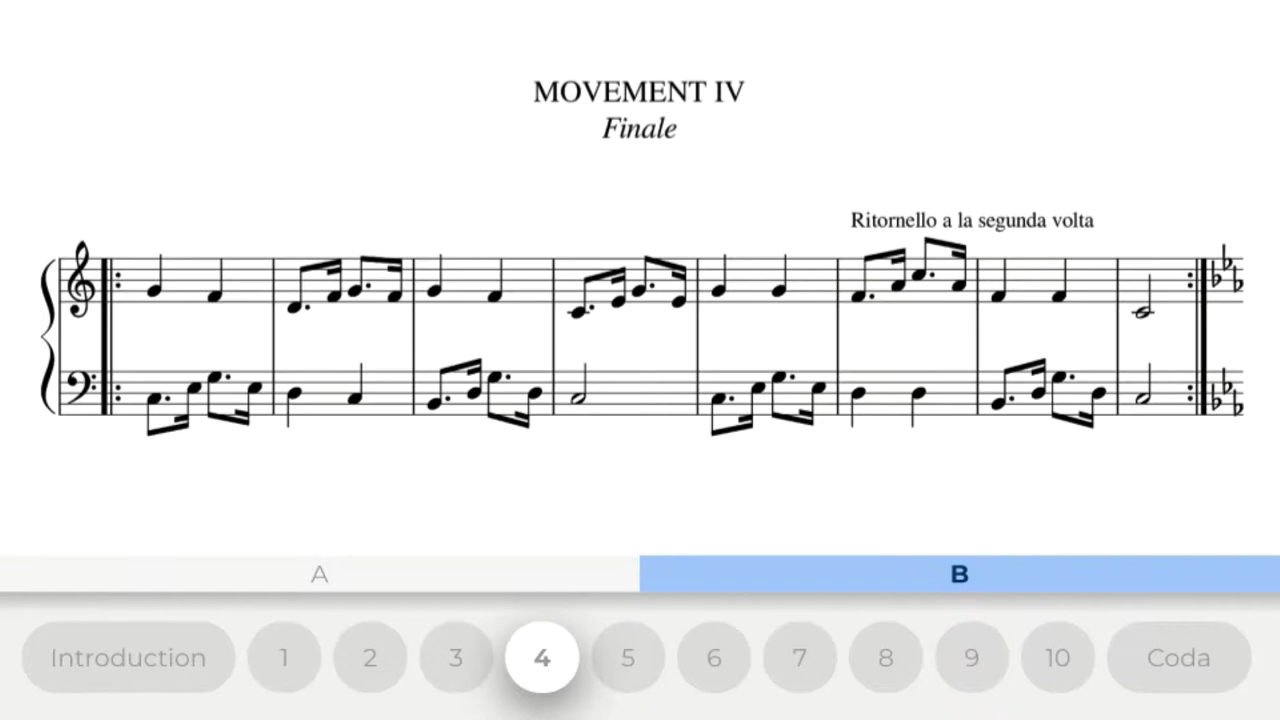 MOVEMENT IV
Finale
Ritornello a la segunda volta
A
B
Introduction
1
2
3
4
5
6
7
8
9
10
Coda